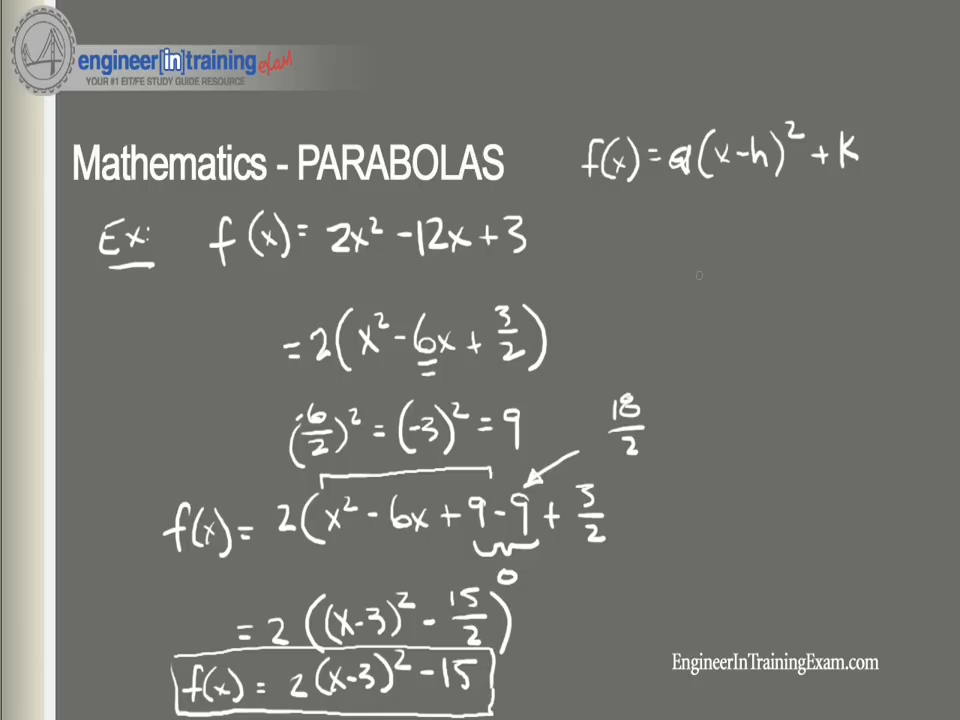 engineer[in]training exam
YOUR #1 EIT/FE STUDY GUIDE RESOURCE
Mathematics - PARABOLAS
f(x) = a(x-h)² + k
Ex: f(x) = 2x² - 12x + 3
= 2(x² - 6x + 3/2)
(-6/2)² = (-3)² = 9
18/2
f(x) = 2(x² - 6x + 9 - 9 + 3/2
0
= 2((x-3)² - 15/2)
f(x) = 2(x-3)² - 15
EngineerInTrainingExam.com